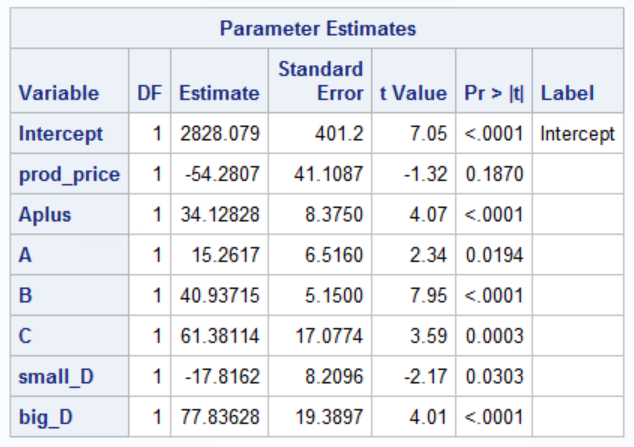 Parameter Estimates
Variable DF Estimate Standard Error t Value Pr > |t| Label
Intercept 1 2828.079 401.2 7.05 <.0001 Intercept
prod_price 1 -54.2807 41.1087 -1.32 0.1870
Aplus 1 34.12828 8.3750 4.07 <.0001
A 1 15.2617 6.5160 2.34 0.0194
B 1 40.93715 5.1500 7.95 <.0001
C 1 61.38114 17.0774 3.59 0.0003
small_D 1 -17.8162 8.2096 -2.17 0.0303
big_D 1 77.83628 19.3897 4.01 <.0001